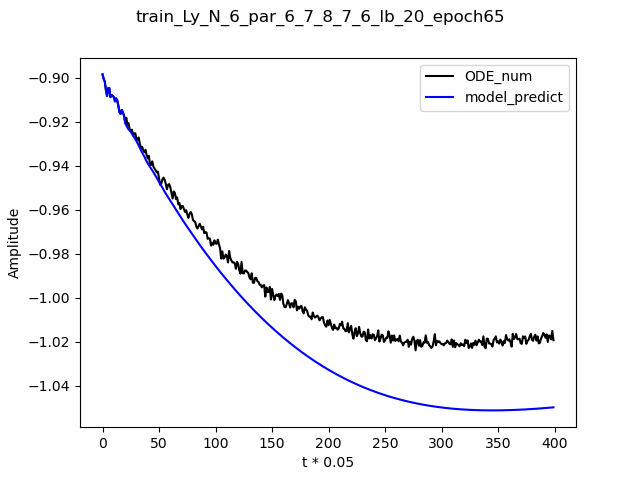 train_Ly_N_6_par_6_7_8_7_6_lb_20_epoch65
ODE_num
model_predict
−0.90
−0.92
−0.94
−0.96
−0.98
−1.00
−1.02
−1.04
Amplitude
0 50 100 150 200 250 300 350 400
t * 0.05